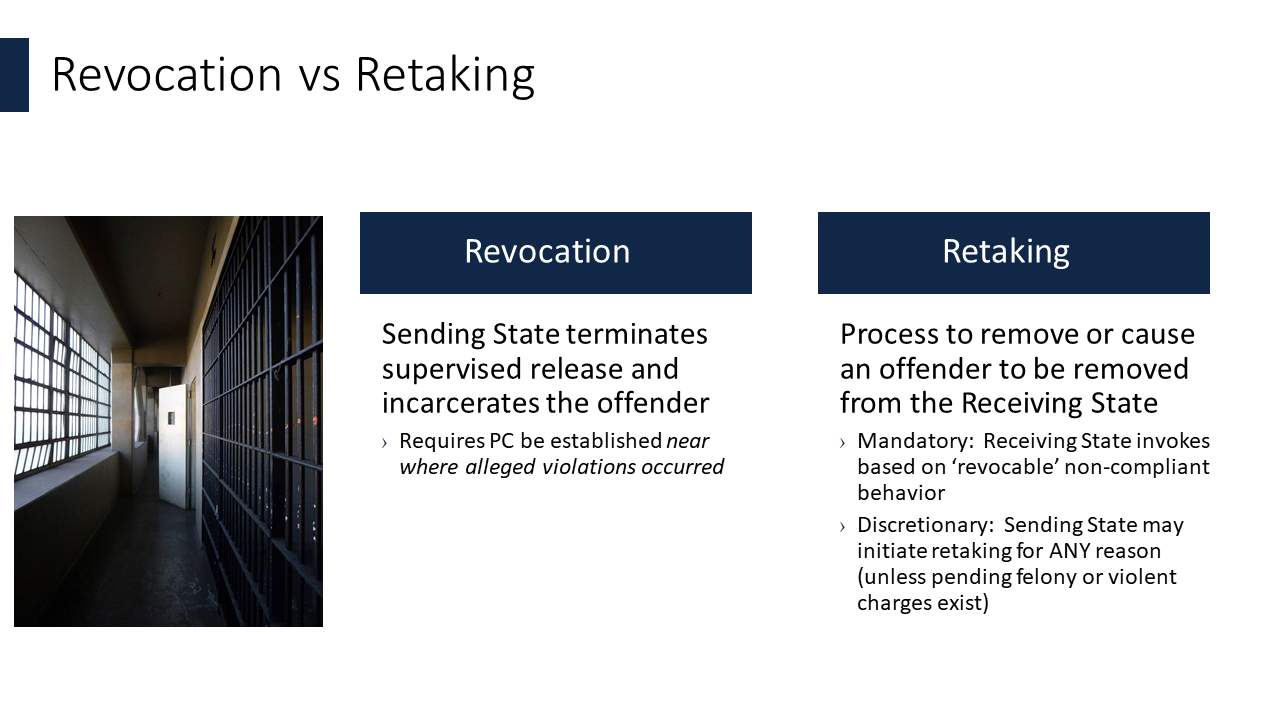 Revocation vs Retaking
Revocation
Sending State terminates
supervised release and
incarcerates the offender
› Requires PC be established near
where alleged violations occurred
Retaking
Process to remove or cause
an offender to be removed
from the Receiving State
› Mandatory: Receiving State invokes
based on ‘revocable’ non-compliant
behavior
› Discretionary: Sending State may
initiate retaking for ANY reason
(unless pending felony or violent
charges exist)